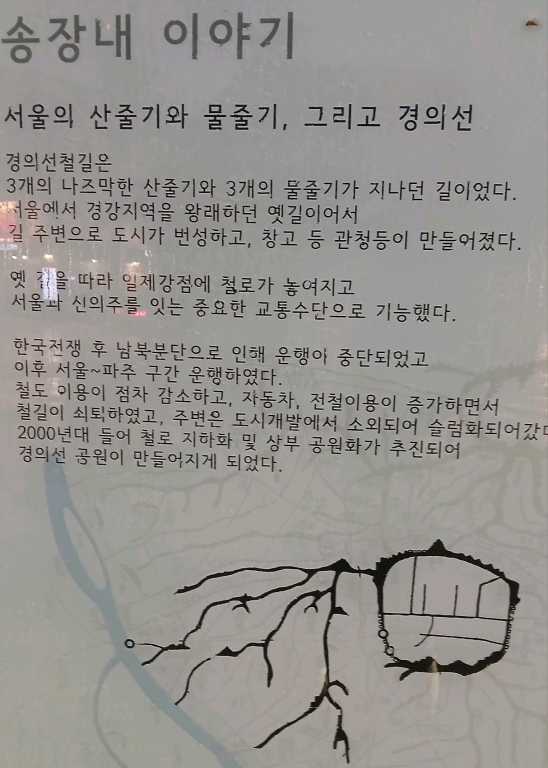 송장내 이야기
서울의 산줄기와 물줄기, 그리고 경의선
경의선철길은
3개의 나즈막한 산줄기와 3개의 물줄기가 지나던 길이었다.
서울에서 경강지역을 왕래하던 옛길이어서
길 주변으로 도시가 번성하고, 창고 등 관청등이 만들어졌다.
옛 길을 따라 일제강점에 철로가 놓여지고
서울과 신의주를 잇는 중요한 교통수단으로 기능했다.
한국전쟁 후 남북분단으로 인해 운행이 중단되었고
이후 서울~파주 구간 운행하였다.
철도 이용이 점차 감소하고, 자동차, 전철이용이 증가하면서
철길이 쇠퇴하였고, 주변은 도시개발에서 소외되어 슬럼화되어갔다
2000년대 들어 철로 지하화 및 상부 공원화가 추진되어
경의선 공원이 만들어지게 되었다.